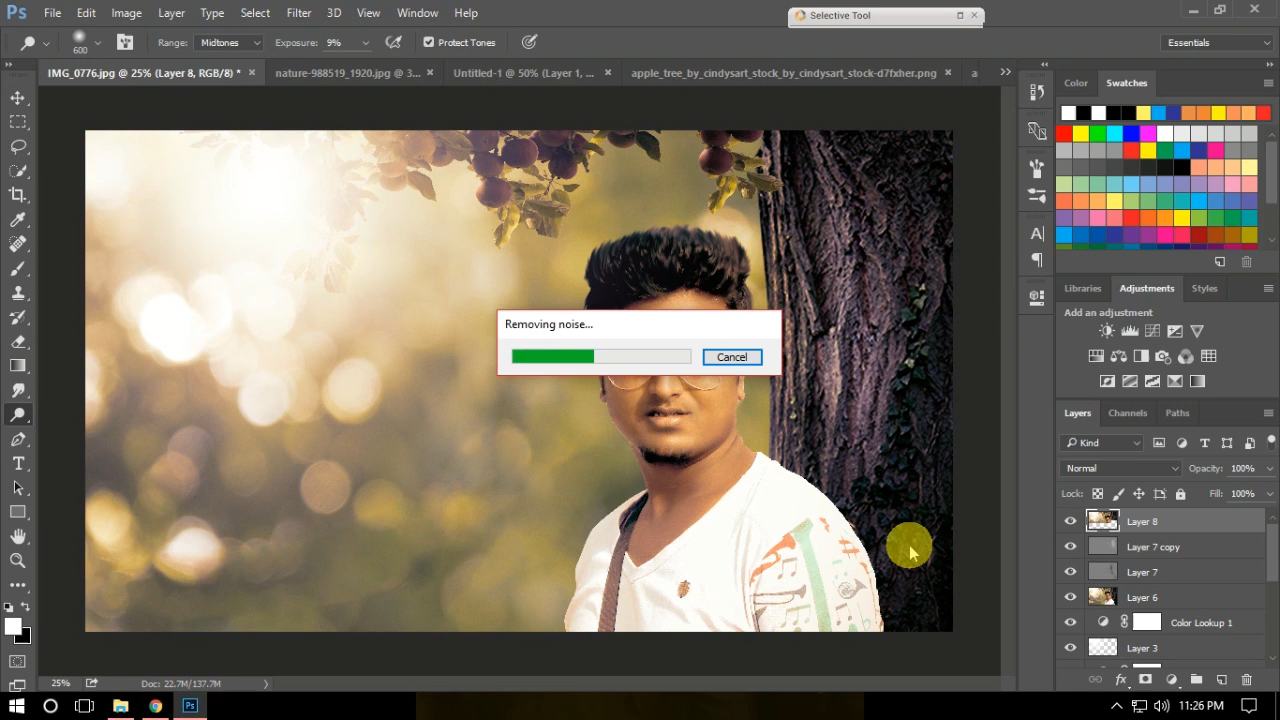 Ps File Edit Image Layer Type Select Filter 3D View Window Help
Selective Tool
600 Range: Midtones Exposure: 9% Protect Tones Essentials
IMG_0776.jpg @ 25% (Layer 8, RGB/8) * nature-988519_1920.jpg @ 3... Untitled-1 @ 50% (Layer 1, ... apple_tree_by_cindysart_stock_by_cindysart_stock-d7fxher.png a
Color Swatches
Libraries Adjustments Styles
Add an adjustment
Removing noise...
Cancel
Layers Channels Paths
Kind
Normal Opacity: 100%
Lock: Fill: 100%
Layer 8
Layer 7 copy
Layer 7
Layer 6
Color Lookup 1
Layer 3
25% Doc: 22.7M/137.7M
Ps 11:26 PM